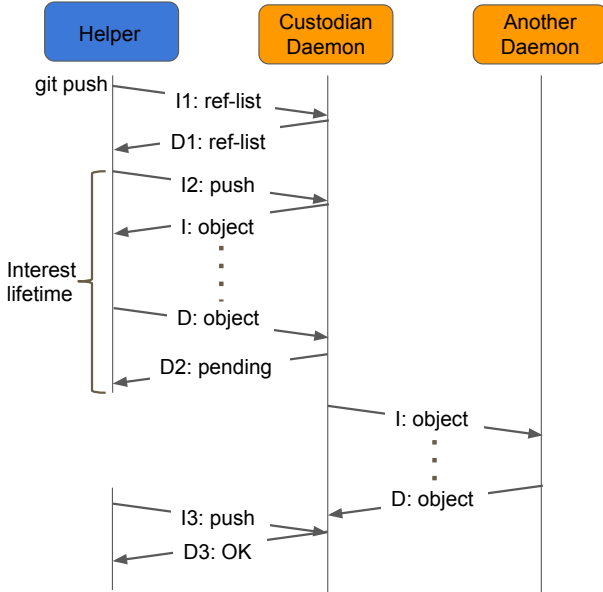 Helper
Custodian
Daemon
Another
Daemon
git push
I1: ref-list
D1: ref-list
I2: push
I: object
Interest
lifetime
D: object
D2: pending
I: object
D: object
I3: push
D3: OK